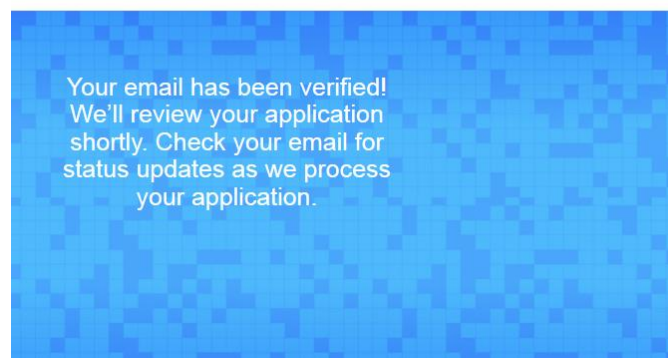 Your email has been verified!
We’ll review your application
shortly. Check your email for
status updates as we process
your application.